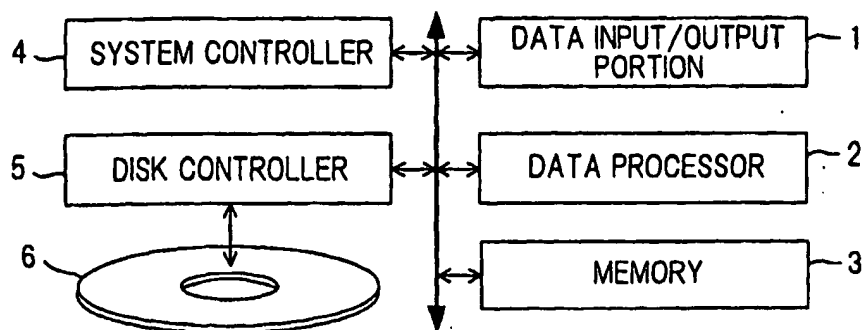 4
SYSTEM CONTROLLER
DATA INPUT/OUTPUT
PORTION
1
5
DISK CONTROLLER
DATA PROCESSOR
2
6
MEMORY
3